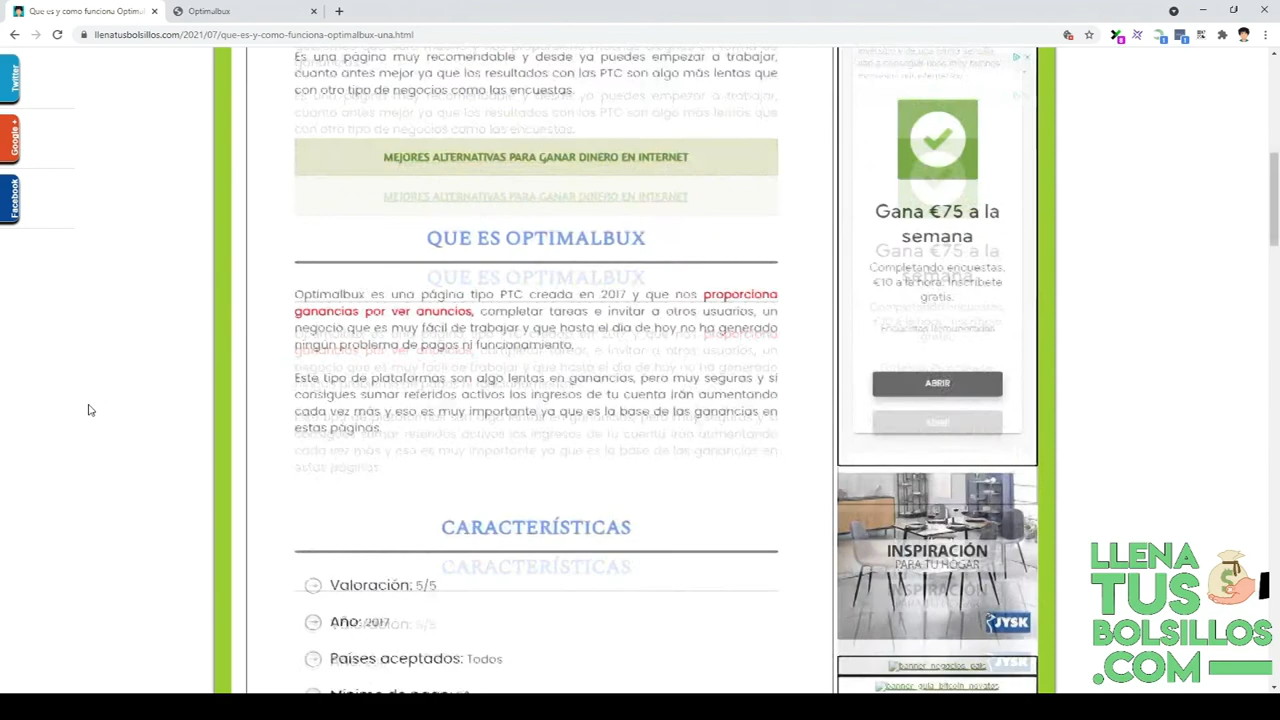 Que es y como funciona Optimal
Optimulbux
llenatusbolsillos.com/2021/07/que-es-y-como-funciona-optimalbux-una.html
Twitter
Google +
Facebook
Es una página muy recomendable y desde ya puedes empezar a trabajar,
cuanto antes mejor ya que los resultados con las PTC son algo más lentas que
con otro tipo de negocios como las encuestas.
MEJORES ALTERNATIVAS PARA GANAR DINERO EN INTERNET
QUE ES OPTIMALBUX
Optimalbux es una página tipo PTC creada en 2017 y que nos proporciona
ganancias por ver anuncios, completar tareas e invitar a otros usuarios, un
negocio que es muy fácil de trabajar y que hasta el día de hoy no ha generado
ningún problema de pagos ni funcionamiento.
Este tipo de plataformas son algo lentas en ganancias, pero muy seguras y si
consigues sumar referidos activos los ingresos de tu cuenta irán aumentando
cada vez más y eso es muy importante ya que es la base de las ganancias en
estas páginas.
CARACTERÍSTICAS
Valoración: 5/5
Año: 2017
Países aceptados: Todos
Mínimo de pago:
Gana €75 a la
semana
Completando encuestas,
€10 a la hora. Inscríbete
gratis.
Encuestas Remuneradas
ABRIR
INSPIRACIÓN
PARA TU HOGAR
JYSK
banner_negocios_pais
banner_guia_bitcoin_novatos
LLENA
TUS
BOLSILLOS
.COM